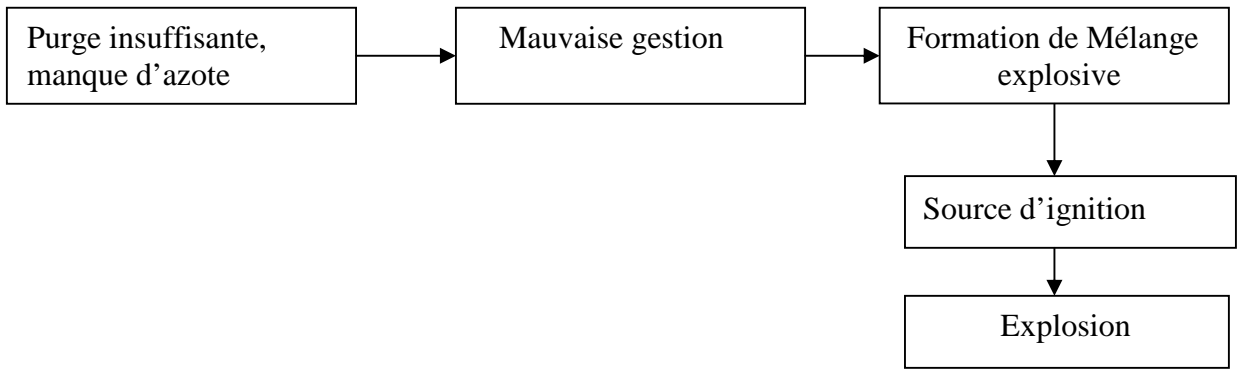 Purge insuffisante,
manque d’azote
Mauvaise gestion
Formation de Mélange
explosive
Source d’ignition
Explosion